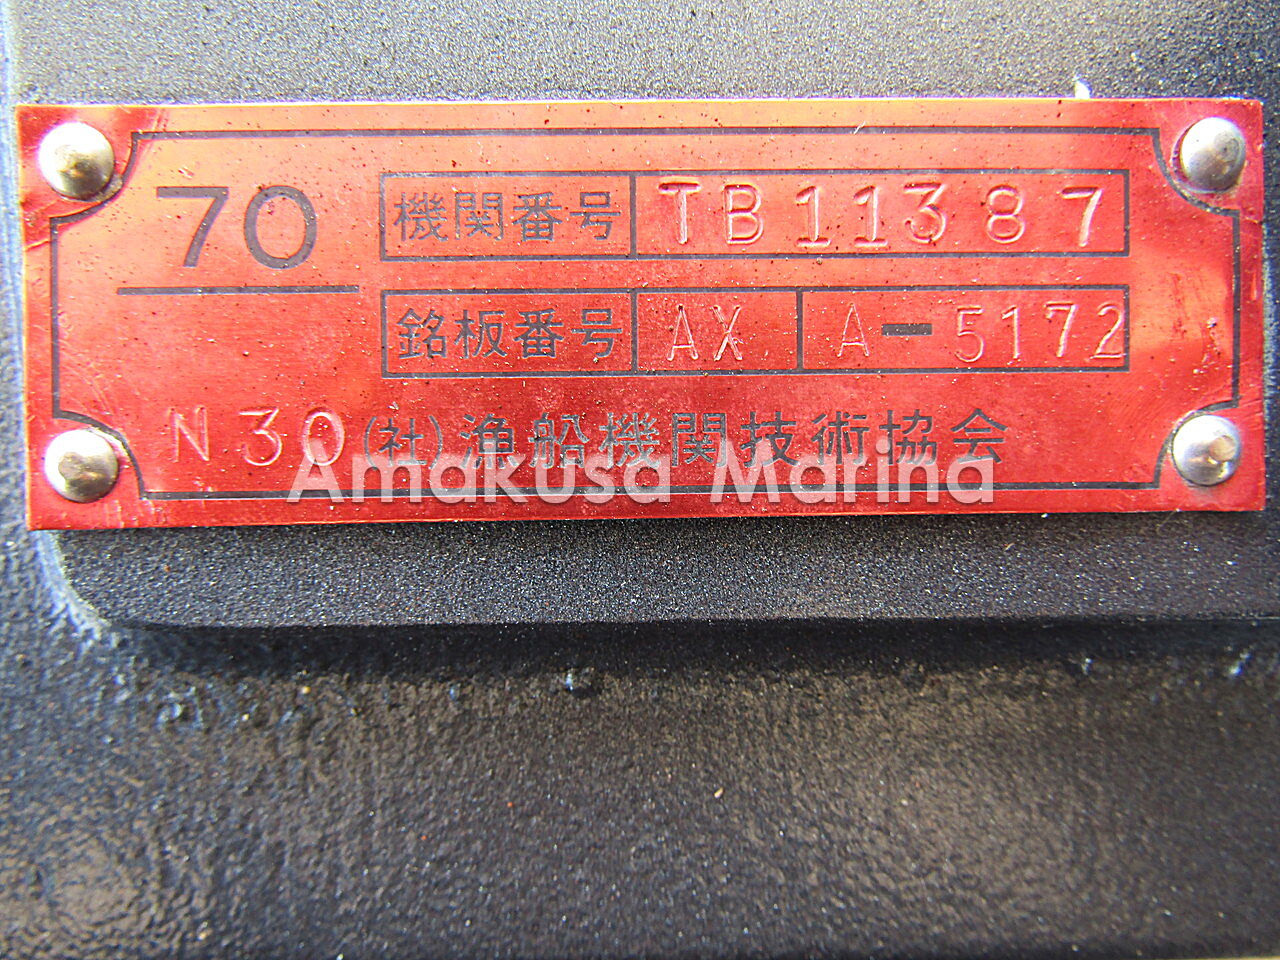 70
機関番号 TB11387
銘板番号 AX A-5172
N30(社)漁船機関技術協会
Amakusa Marina